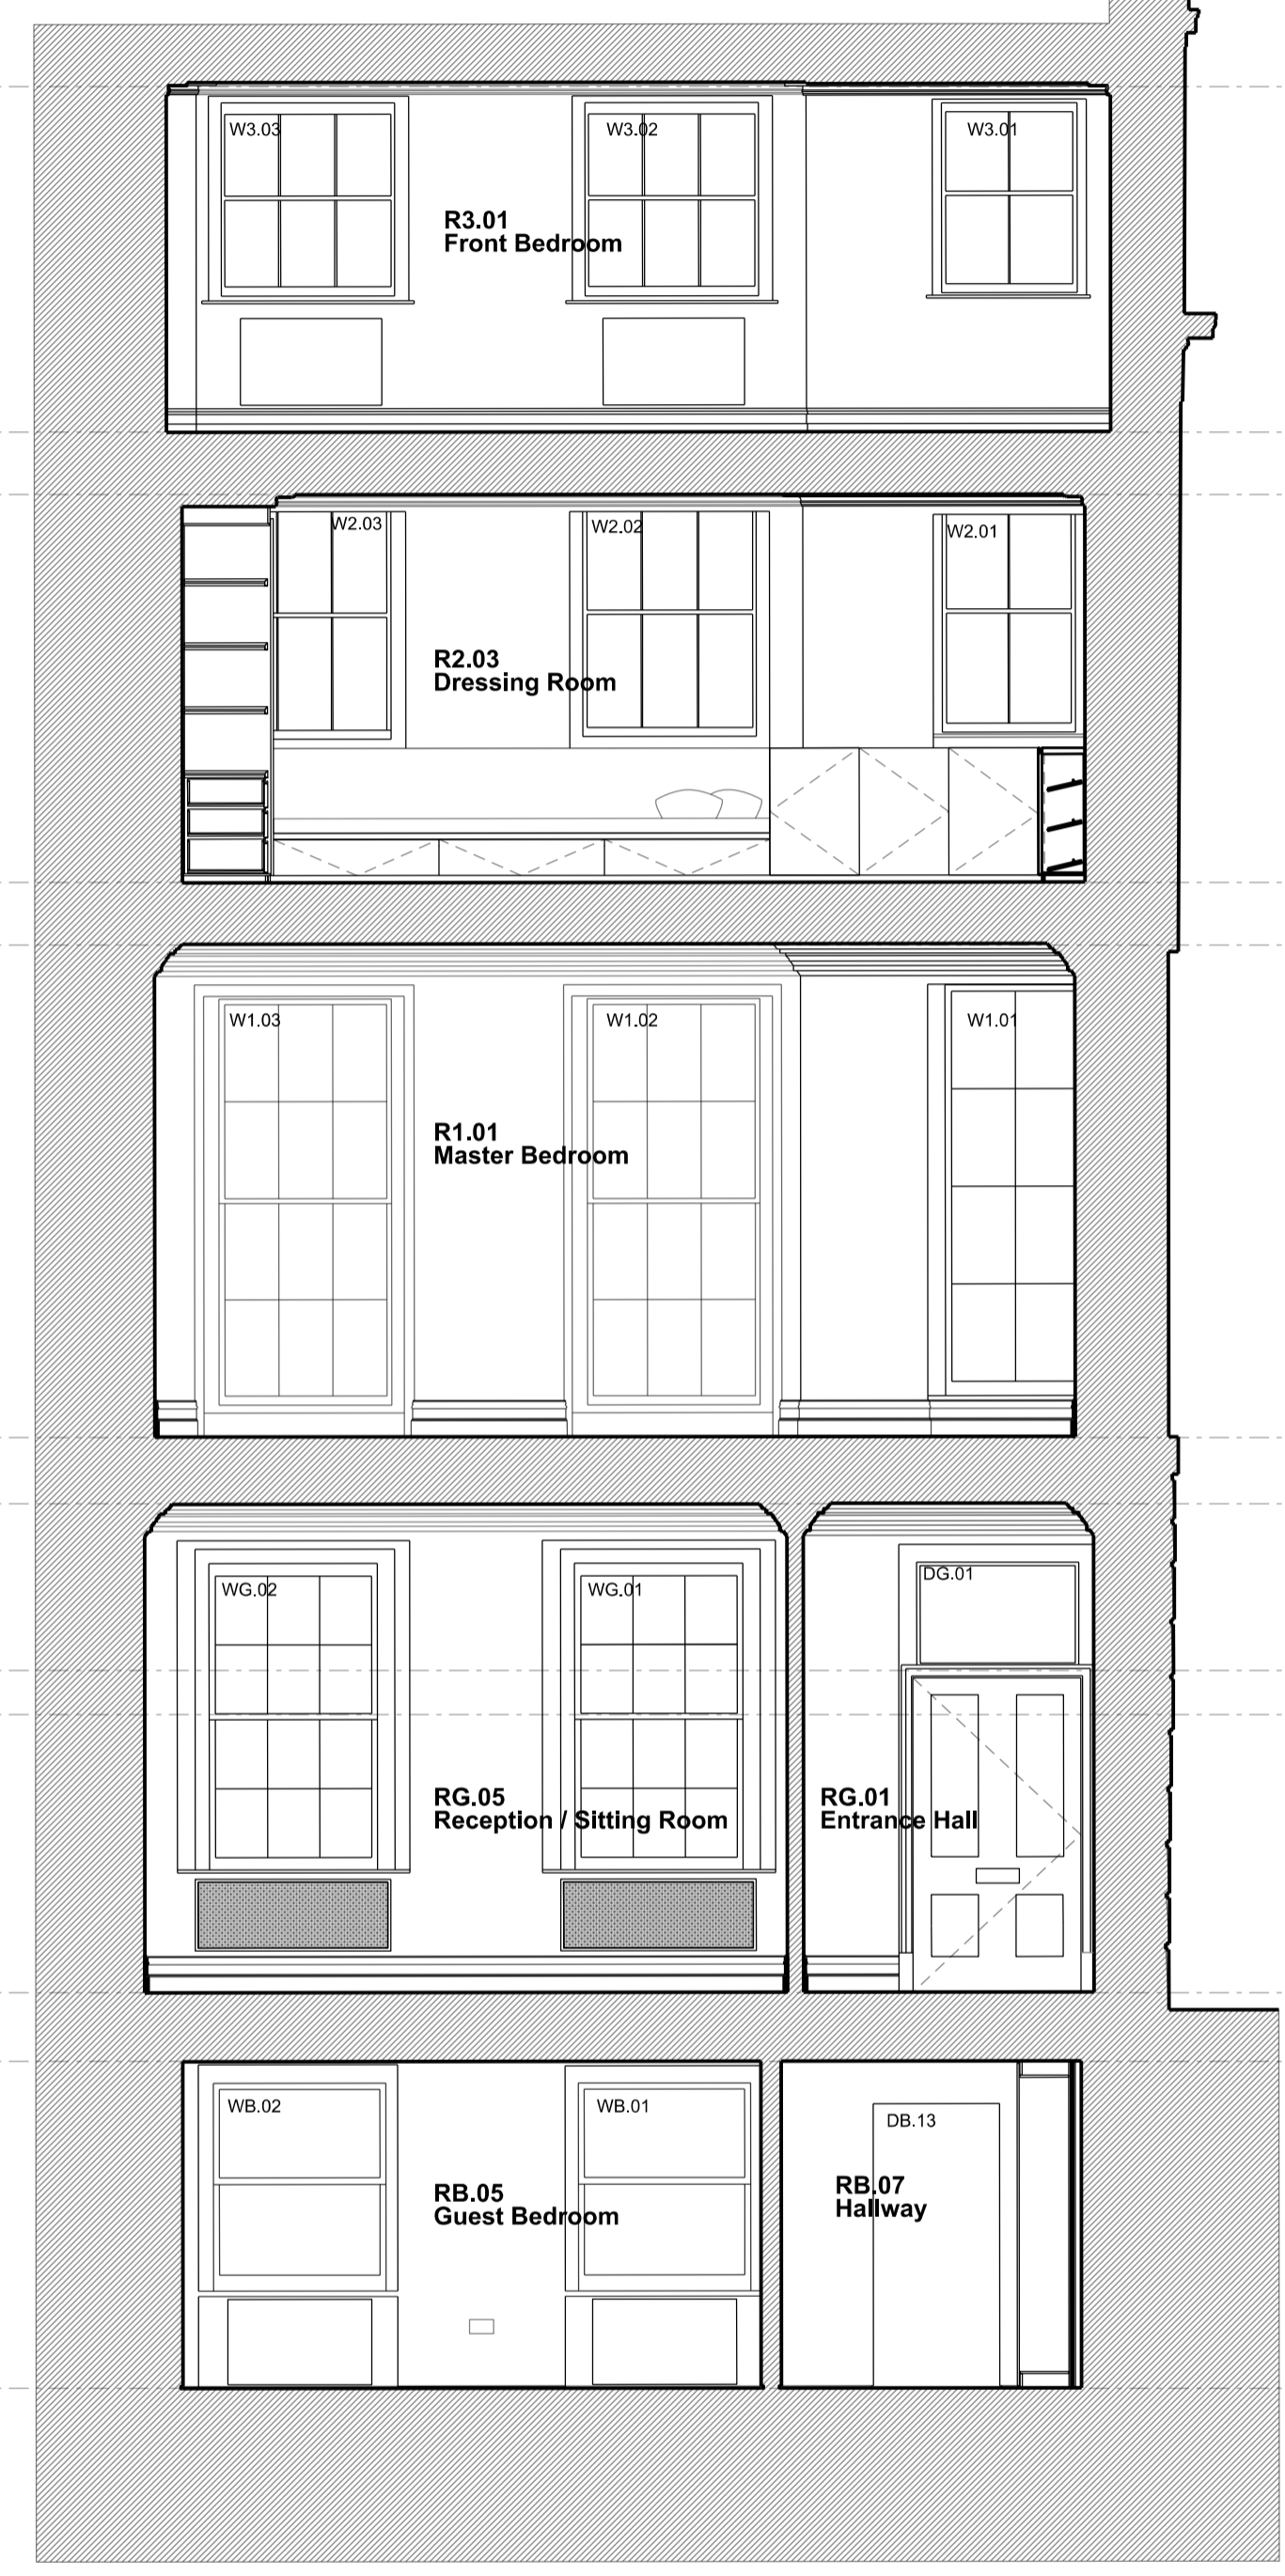 W3.03
W3.02
W3.01
R3.01
Front Bedroom
W2.03
W2.02
W2.01
R2.03
Dressing Room
W1.03
W1.02
W1.01
R1.01
Master Bedroom
WG.02
WG.01
DG.01
RG.05
Reception / Sitting Room
RG.01
Entrance Hall
WB.02
WB.01
DB.13
RB.05
Guest Bedroom
RB.07
Hallway